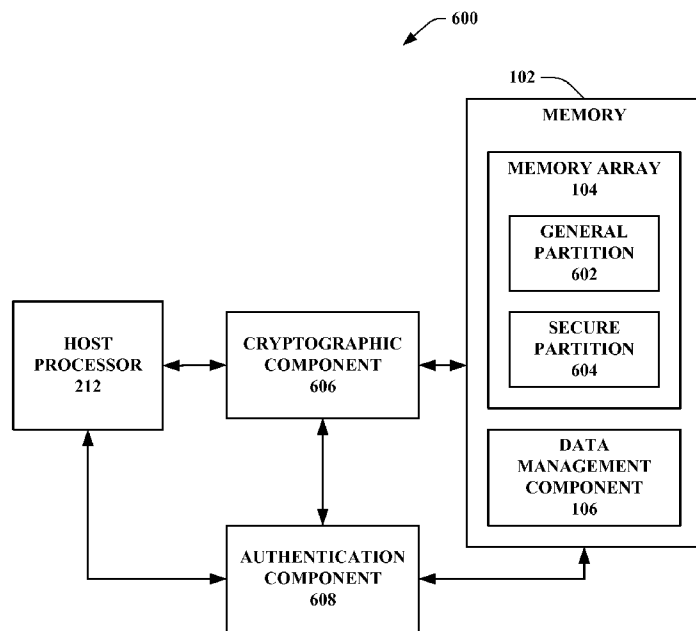 600
102
MEMORY
MEMORY ARRAY
104
GENERAL
PARTITION
602
SECURE
PARTITION
604
HOST
PROCESSOR
212
CRYPTOGRAPHIC
COMPONENT
606
DATA
MANAGEMENT
COMPONENT
106
AUTHENTICATION
COMPONENT
608